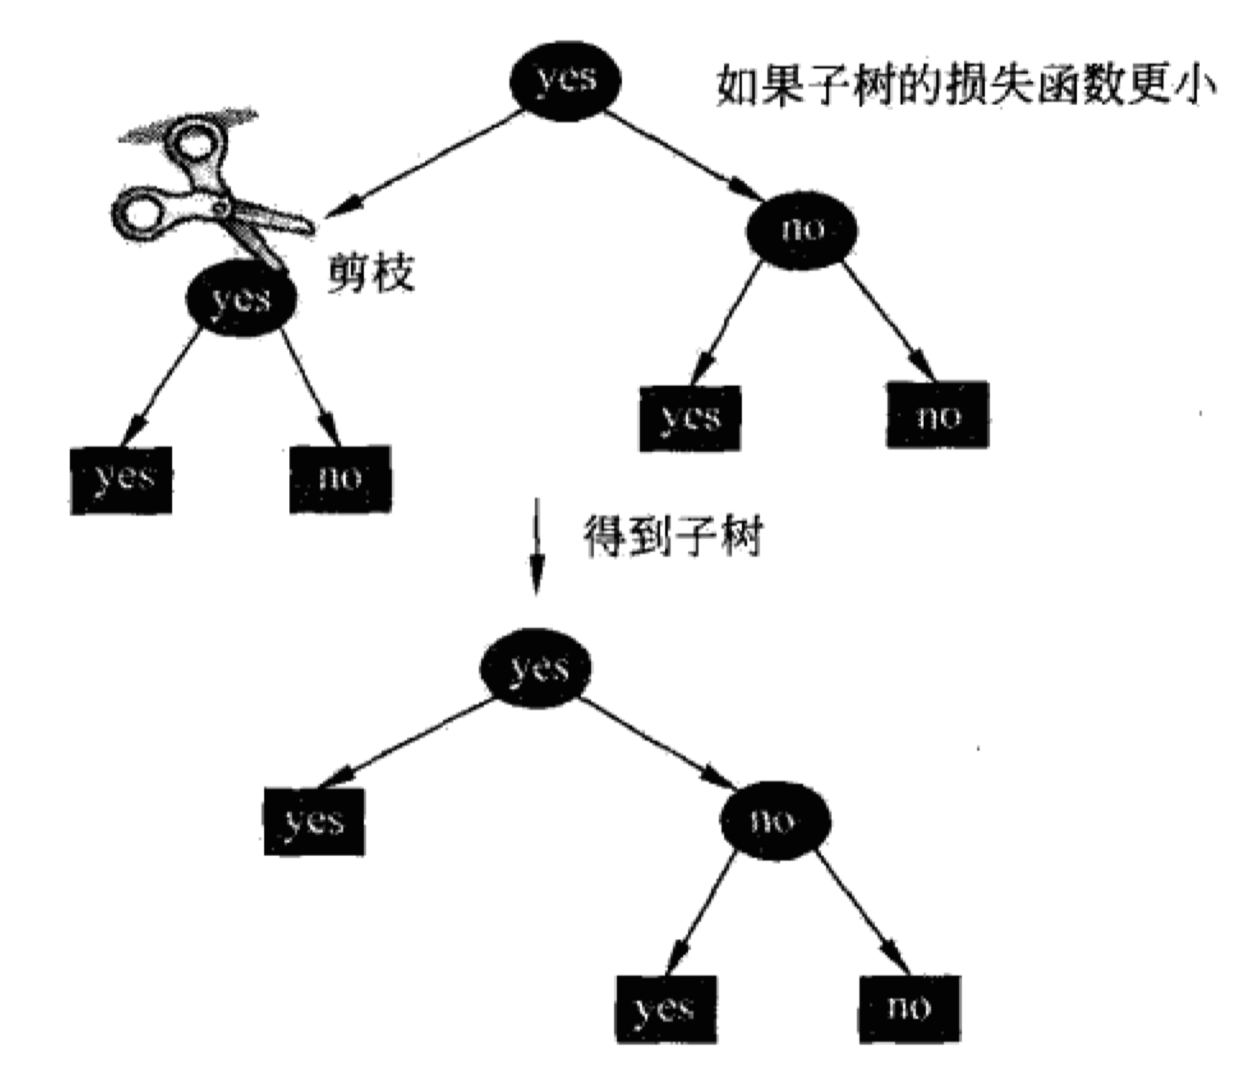 yes
如果子树的损失函数更小
no
剪枝
yes
yes
no
yes
no
得到子树
yes
yes
no
yes
no